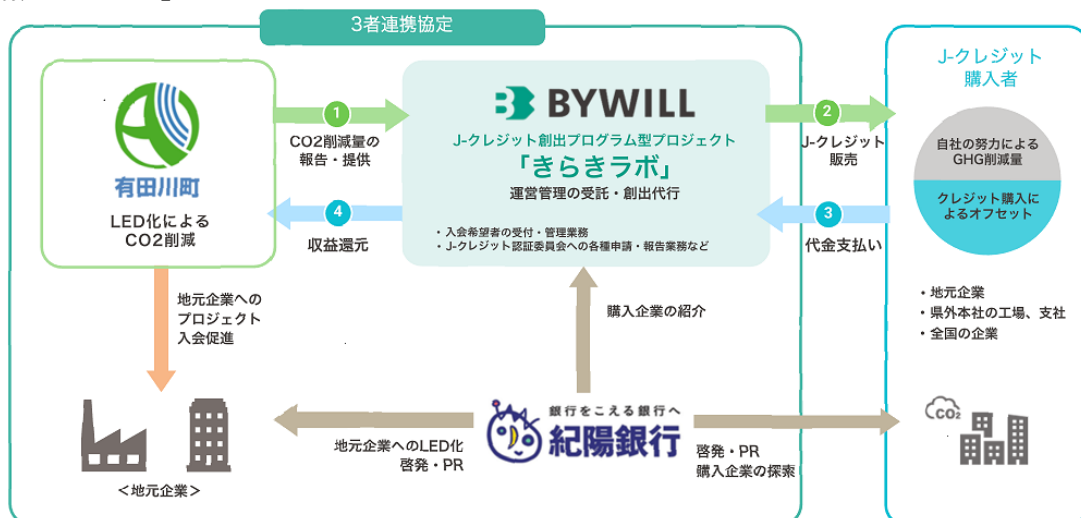 3者連携協定
有田川町
LED化による
CO2削減
1
CO2削減量の
報告・提供
BYWILL
J-クレジット創出プログラム型プロジェクト
「きらきラボ」
運営管理の受託・創出代行
・入会希望者の受付・管理業務
・J-クレジット認証委員会への各種申請・報告業務など
2
J-クレジット
販売
4
収益還元
3
代金支払い
J-クレジット
購入者
自社の努力による
GHG削減量
クレジット購入に
よるオフセット
・地元企業
・県外本社の工場、支社
・全国の企業
地元企業への
プロジェクト
入会促進
購入企業の紹介
<地元企業>
地元企業へのLED化
啓発・PR
銀行をこえる銀行へ
紀陽銀行
啓発・PR
購入企業の探索
CO2